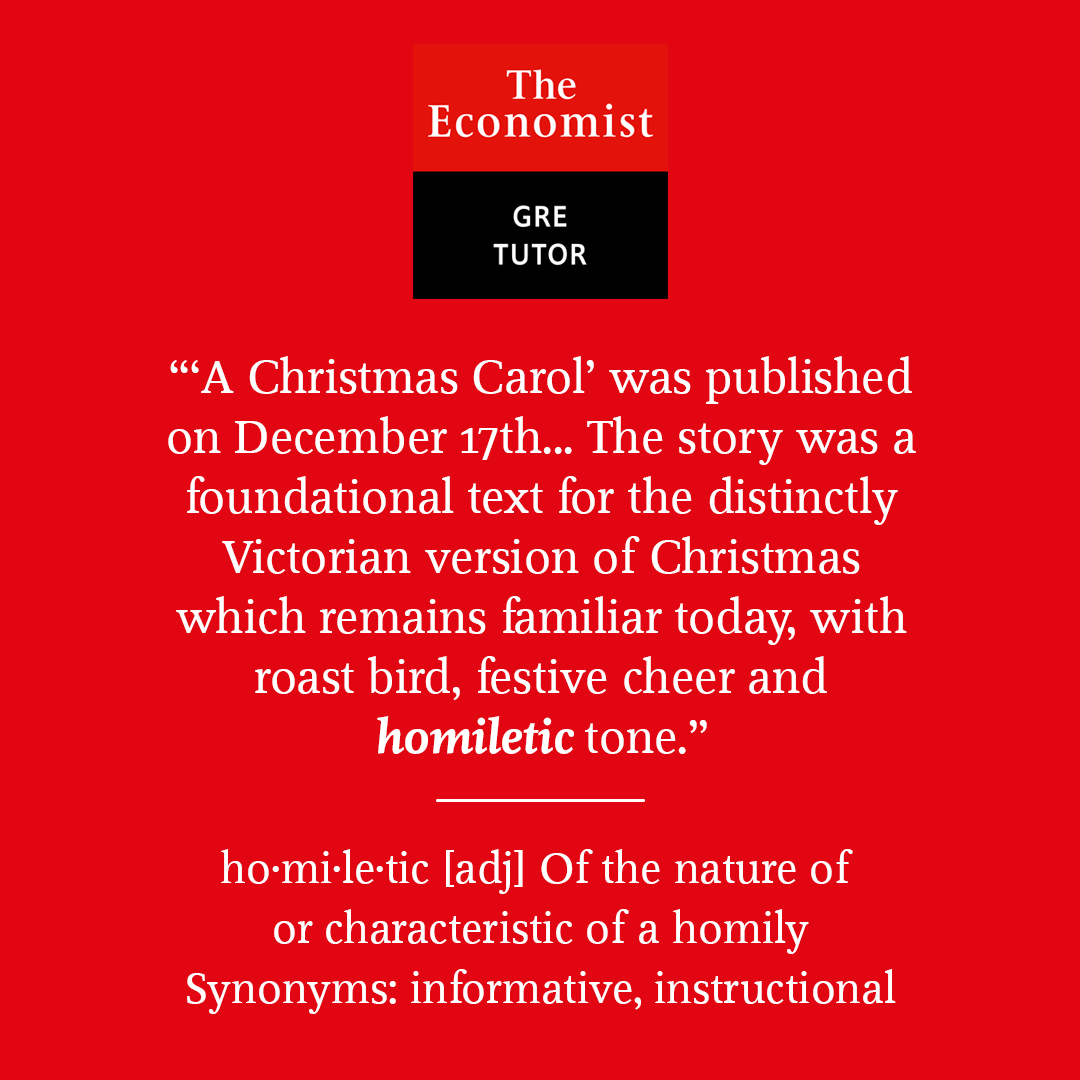 The
Economist
GRE
TUTOR
“‘A Christmas Carol’ was published
on December 17th... The story was a
foundational text for the distinctly
Victorian version of Christmas
which remains familiar today, with
roast bird, festive cheer and
homiletic tone.”
ho·mi·le·tic [adj] Of the nature of
or characteristic of a homily
Synonyms: informative, instructional